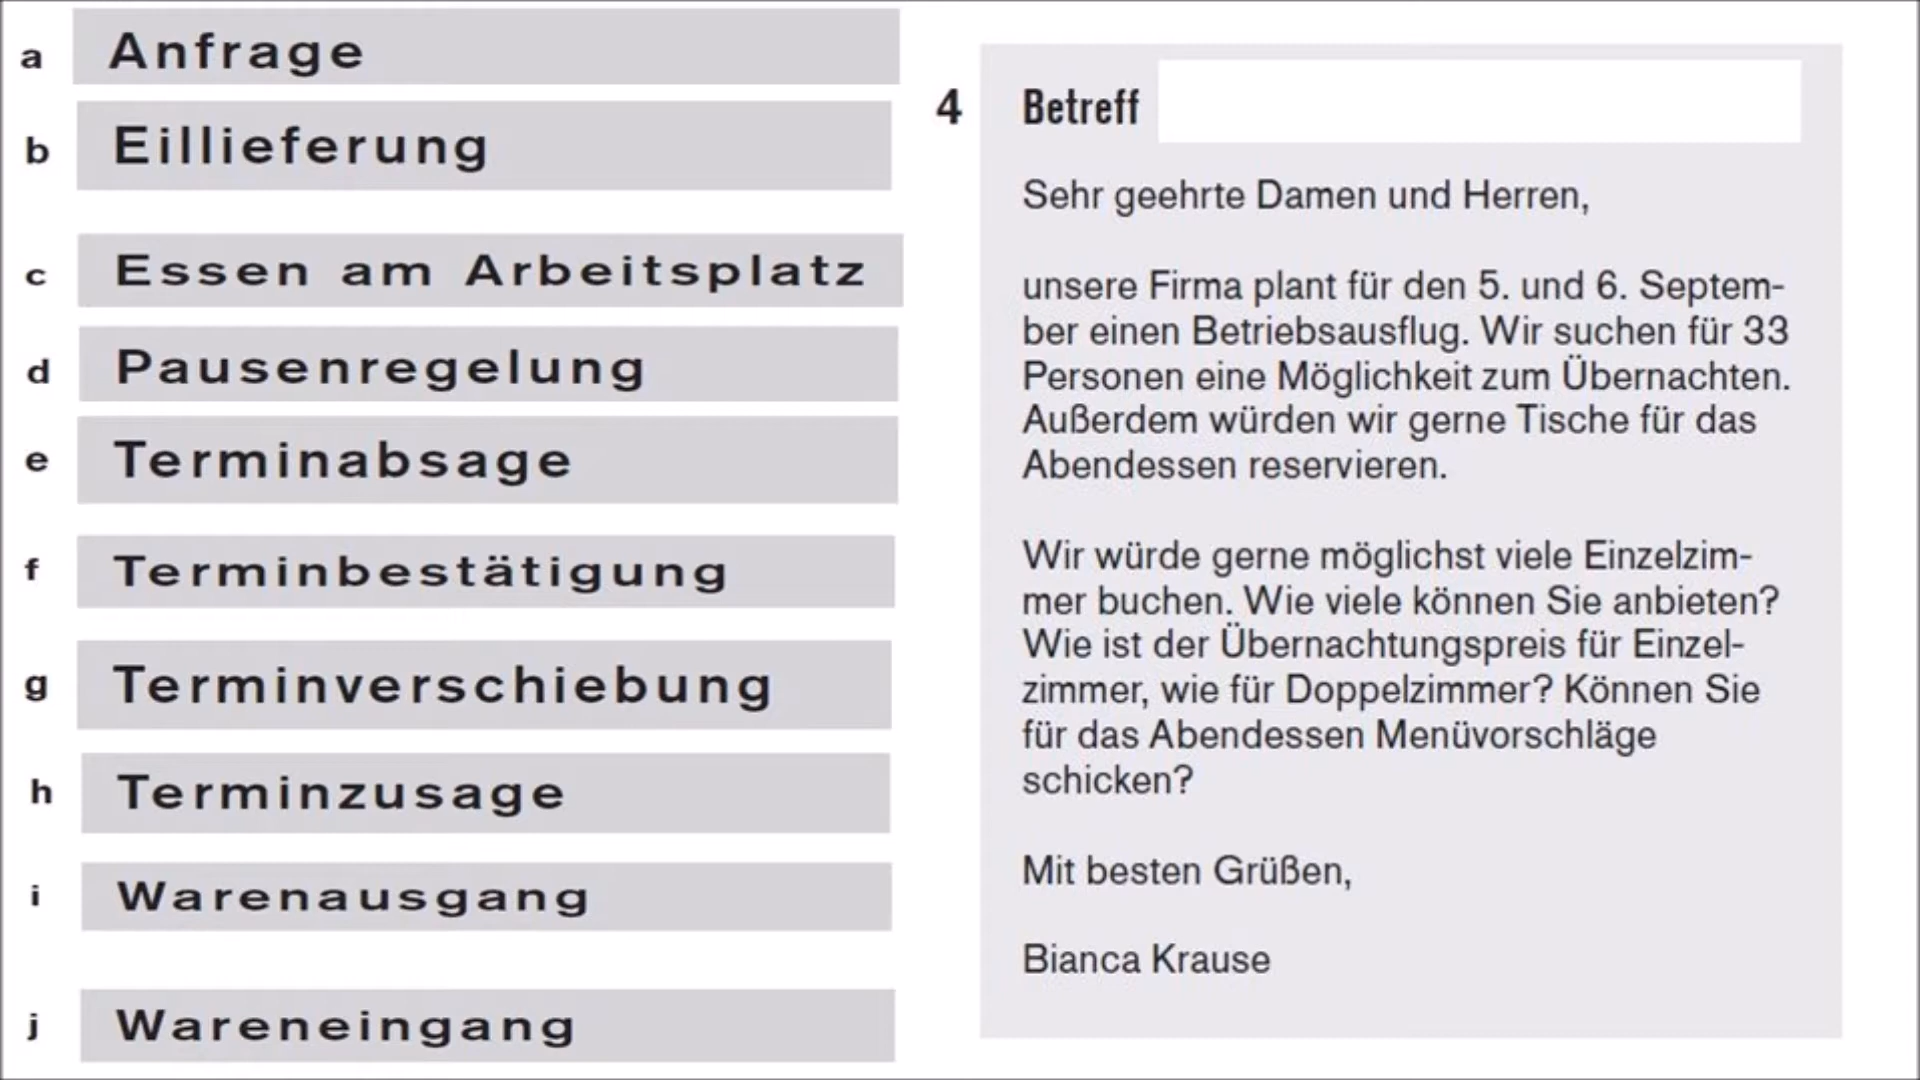 a Anfrage
b Eillieferung
c Essen am Arbeitsplatz
d Pausenregelung
e Terminabsage
f Terminbestätigung
g Terminverschiebung
h Terminzusage
i Warenausgang
j Wareneingang
4 Betreff
Sehr geehrte Damen und Herren,
unsere Firma plant für den 5. und 6. Septem-
ber einen Betriebsausflug. Wir suchen für 33
Personen eine Möglichkeit zum Übernachten.
Außerdem würden wir gerne Tische für das
Abendessen reservieren.
Wir würde gerne möglichst viele Einzelzim-
mer buchen. Wie viele können Sie anbieten?
Wie ist der Übernachtungspreis für Einzel-
zimmer, wie für Doppelzimmer? Können Sie
für das Abendessen Menüvorschläge
schicken?
Mit besten Grüßen,
Bianca Krause